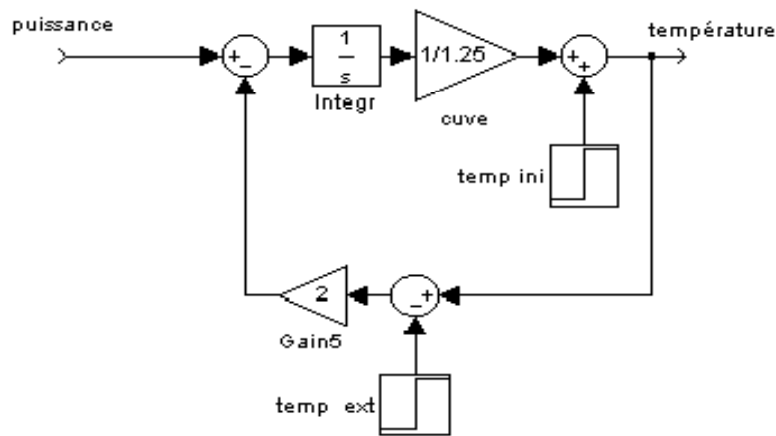 puissance
température
+
−
1
s
Integr
1/1.25
cuve
+
+
temp ini
2
Gain5
−
+
temp ext